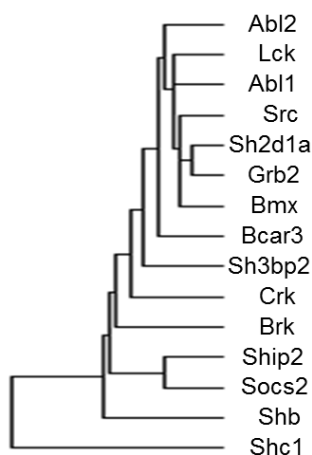 Abl2
Lck
Abl1
Src
Sh2d1a
Grb2
Bmx
Bcar3
Sh3bp2
Crk
Brk
Ship2
Socs2
Shb
Shc1